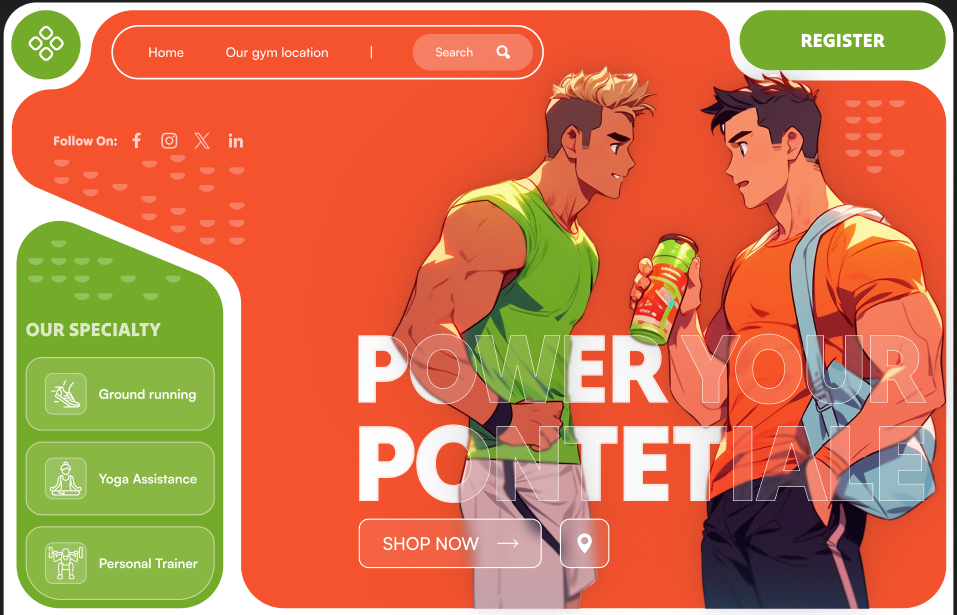 Home
Our gym location
|
Search
REGISTER
Follow On:
OUR SPECIALTY
Ground running
Yoga Assistance
Personal Trainer
POWER YOUR
PONTETIALE
SHOP NOW